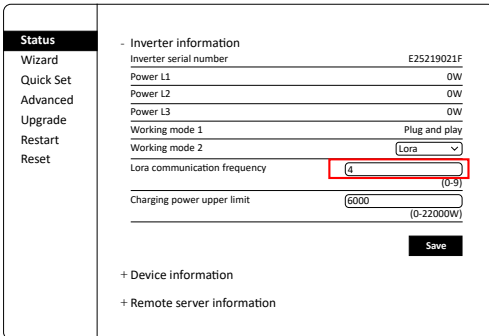 Status
Wizard
Quick Set
Advanced
Upgrade
Restart
Reset
- Inverter information
Inverter serial number E25219021F
Power L1 0W
Power L2 0W
Power L3 0W
Working mode 1 Plug and play
Working mode 2 Lora
Lora communication frequency 4
(0-9)
Charging power upper limit 6000
(0-22000W)
Save
+ Device information
+ Remote server information